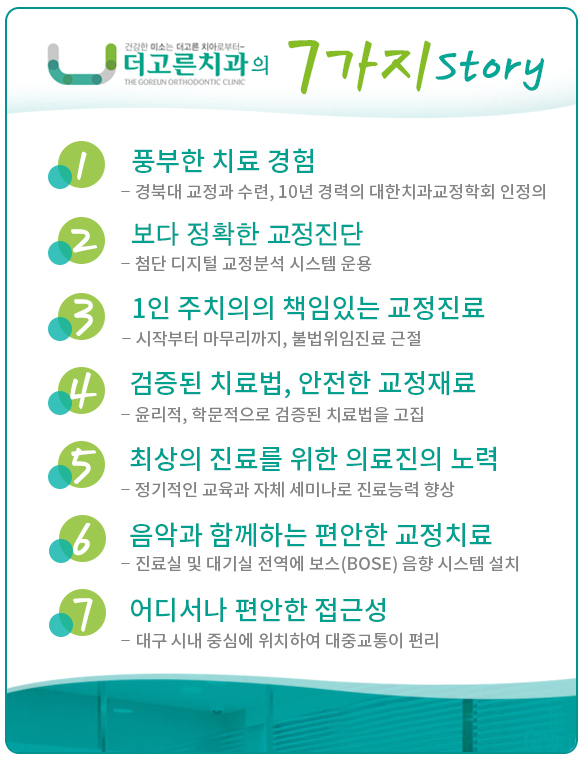 건강한 미소는 더고른 치아로부터~
더고른치과의 7가지 Story
THE GOREUN ORTHODONTIC CLINIC
1 풍부한 치료 경험
- 경북대 교정과 수련, 10년 경력의 대한치과교정학회 인정의
2 보다 정확한 교정진단
- 첨단 디지털 교정분석 시스템 운용
3 1인 주치의의 책임있는 교정진료
- 시작부터 마무리까지, 불법위임진료 근절
4 검증된 치료법, 안전한 교정재료
- 윤리적, 학문적으로 검증된 치료법을 고집
5 최상의 진료를 위한 의료진의 노력
- 정기적인 교육과 자체 세미나로 진료능력 향상
6 음악과 함께하는 편안한 교정치료
- 진료실 및 대기실 전역에 보스(BOSE) 음향 시스템 설치
7 어디서나 편안한 접근성
- 대구 시내 중심에 위치하여 대중교통이 편리